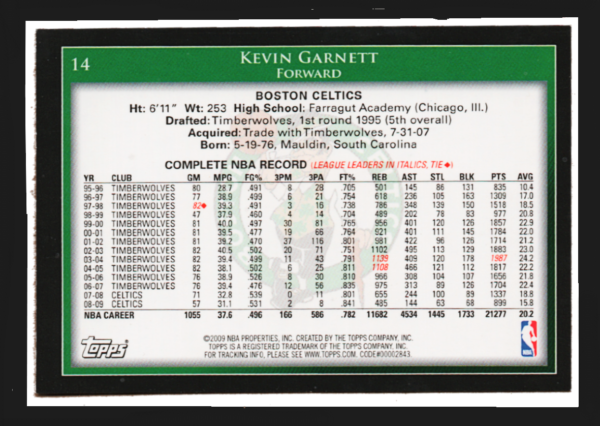 14
KEVIN GARNETT
FORWARD
BOSTON CELTICS
Ht: 6'11" Wt: 253 High School: Farragut Academy (Chicago, Ill.)
Drafted: Timberwolves, 1st round 1995 (5th overall)
Acquired: Trade with Timberwolves, 7-31-07
Born: 5-19-76, Mauldin, South Carolina
COMPLETE NBA RECORD (LEAGUE LEADERS IN ITALICS, TIE ◆)
YR CLUB GM MPG FG% 3PM 3PA FT% REB AST STL BLK PTS AVG
95-96 TIMBERWOLVES 80 28.7 .491 8 28 .705 501 145 86 131 835 10.4
96-97 TIMBERWOLVES 77 38.9 .499 6 21 .754 618 236 105 163 1309 17.0
97-98 TIMBERWOLVES 82◆ 39.3 .491 3 16 .738 786 348 139 150 1518 18.5
98-99 TIMBERWOLVES 47 37.9 .460 4 14 .704 489 202 78 83 977 20.8
99-00 TIMBERWOLVES 81 40.0 .497 30 81 .765 956 401 120 126 1857 22.9
00-01 TIMBERWOLVES 81 39.5 .477 19 66 .764 921 401 111 145 1784 22.0
01-02 TIMBERWOLVES 81 39.2 .470 37 116 .801 981 422 96 126 1714 21.2
02-03 TIMBERWOLVES 82 40.5 .502 20 71 .751 1102 495 113 129 1883 23.0
03-04 TIMBERWOLVES 82 39.4 .499 11 43 .791 1139 409 120 178 1987 24.2
04-05 TIMBERWOLVES 82 38.1 .502 6 25 .811 1108 466 121 112 1817 22.2
05-06 TIMBERWOLVES 76 38.9 .526 8 30 .810 966 308 104 107 1656 21.8
06-07 TIMBERWOLVES 76 39.4 .476 12 56 .835 975 313 89 126 1704 22.4
07-08 CELTICS 71 32.8 .539 0 11 .801 655 244 100 89 1337 18.8
08-09 CELTICS 57 31.1 .531 2 8 .841 485 144 63 68 899 15.8
NBA CAREER 1055 37.6 .496 166 586 .782 11682 4534 1445 1733 21277 20.2
Topps
©2009 NBA PROPERTIES, INC. CREATED BY THE TOPPS COMPANY, INC.
TOPPS IS A REGISTERED TRADEMARK OF THE TOPPS COMPANY, INC.
FOR TRACKING INFO, PLEASE SEE WWW.TOPPS.COM. CODE#00002843.
NBA